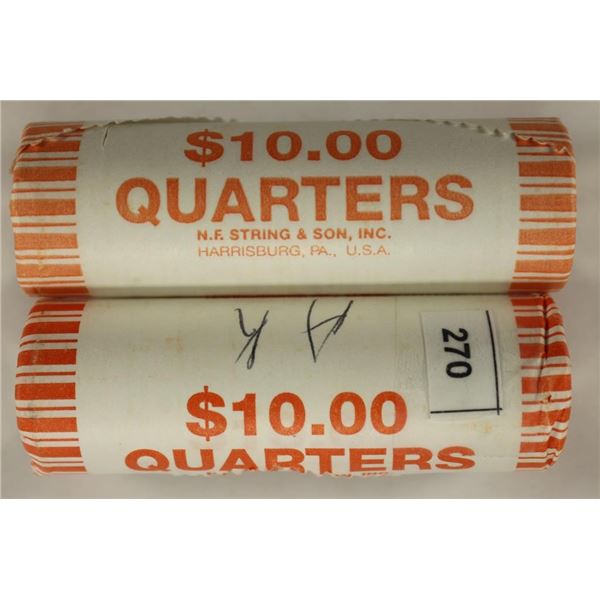 $10.00
QUARTERS
N.F. STRING & SON, INC.
HARRISBURG, PA., U.S.A.
270
$10.00
QUARTERS